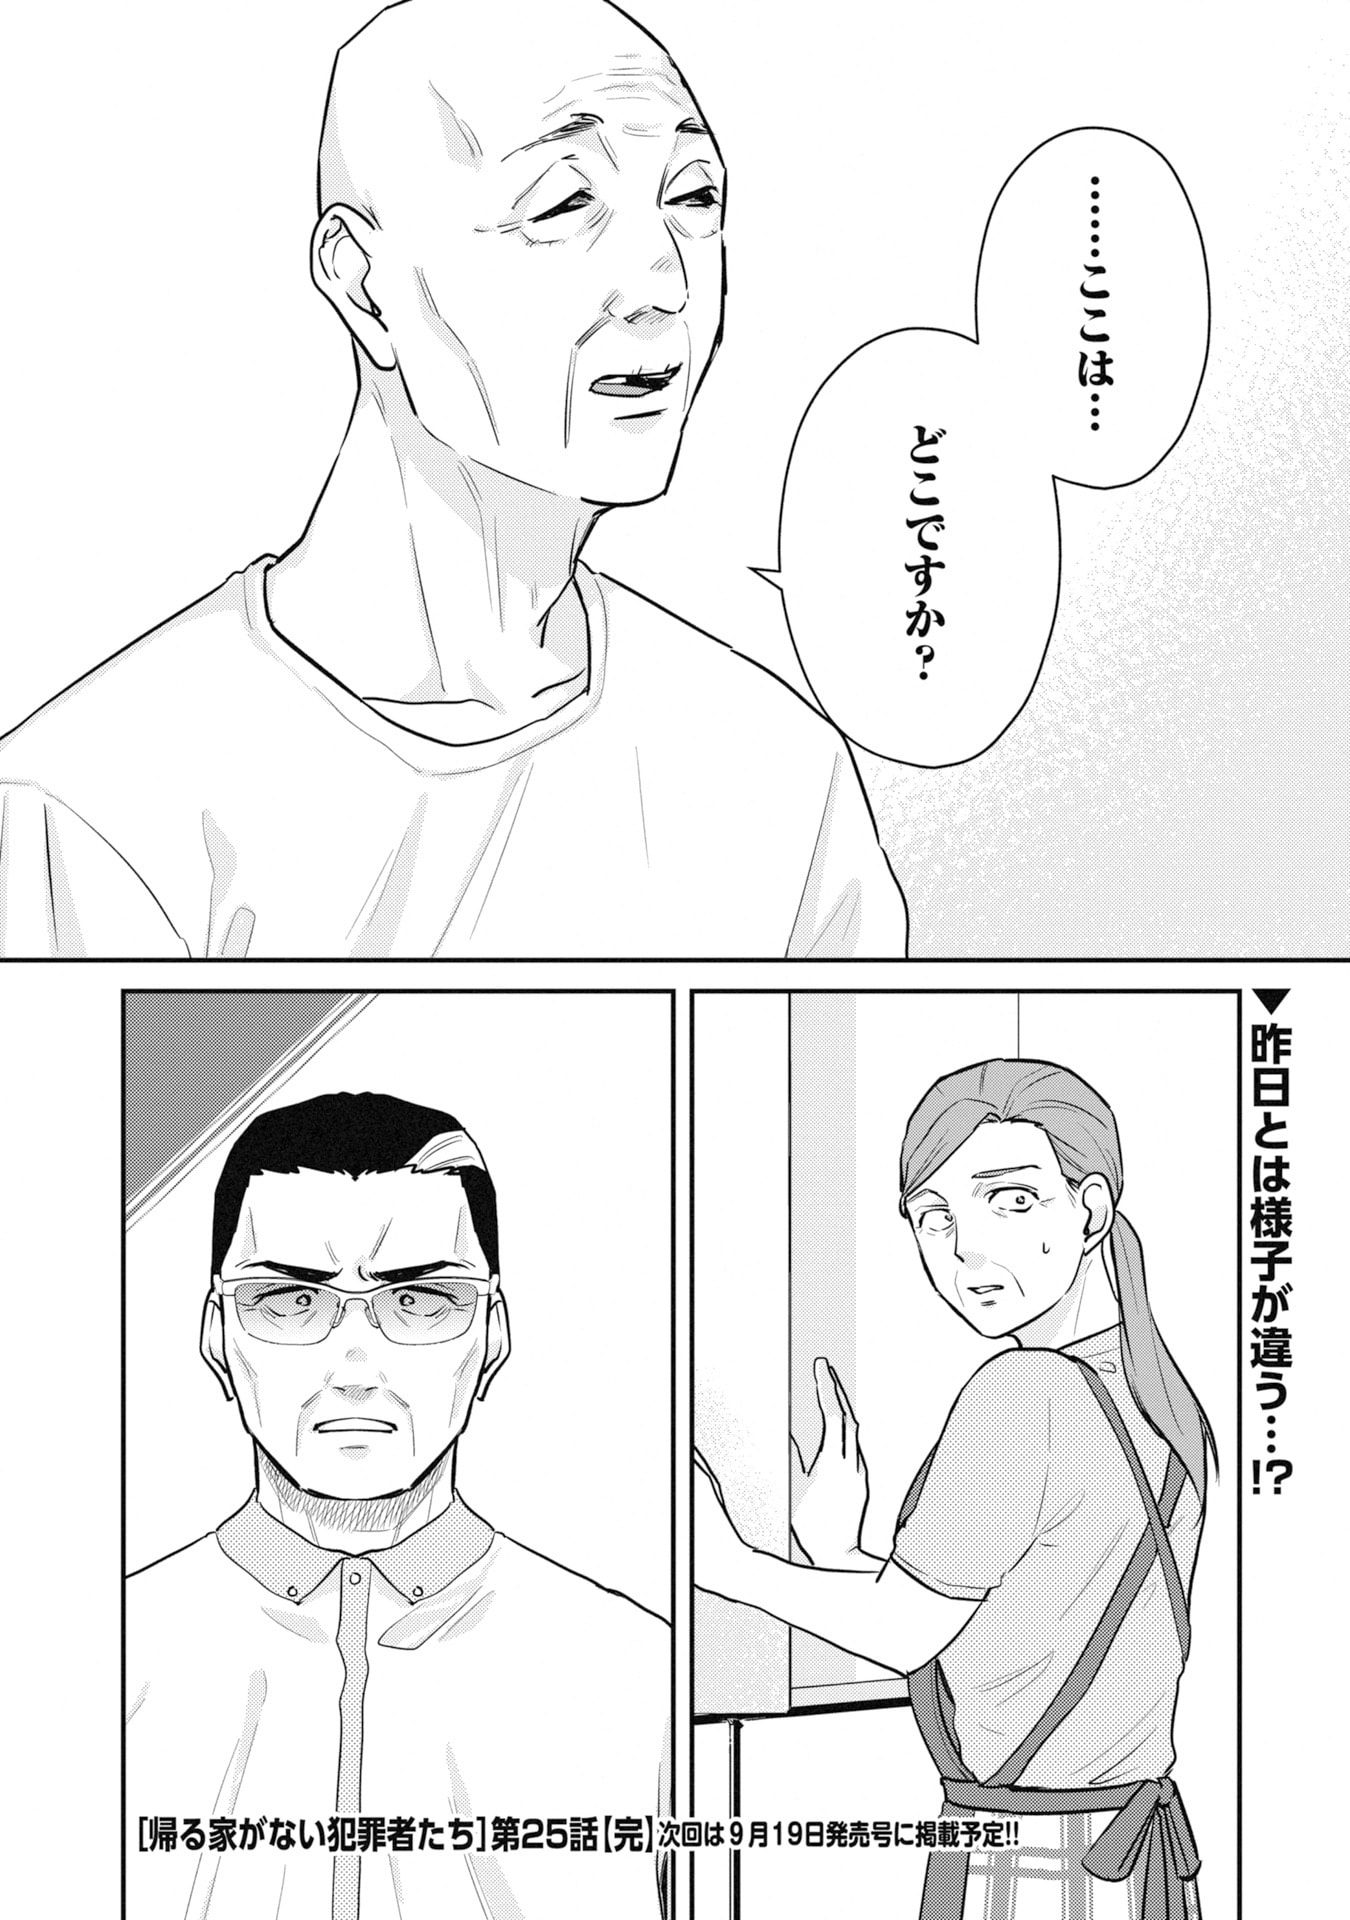 ……ここは…
どこですか？
▼昨日とは様子が違う…!?
[帰る家がない犯罪者たち]第25話【完】次回は9月19日発売号に掲載予定!!